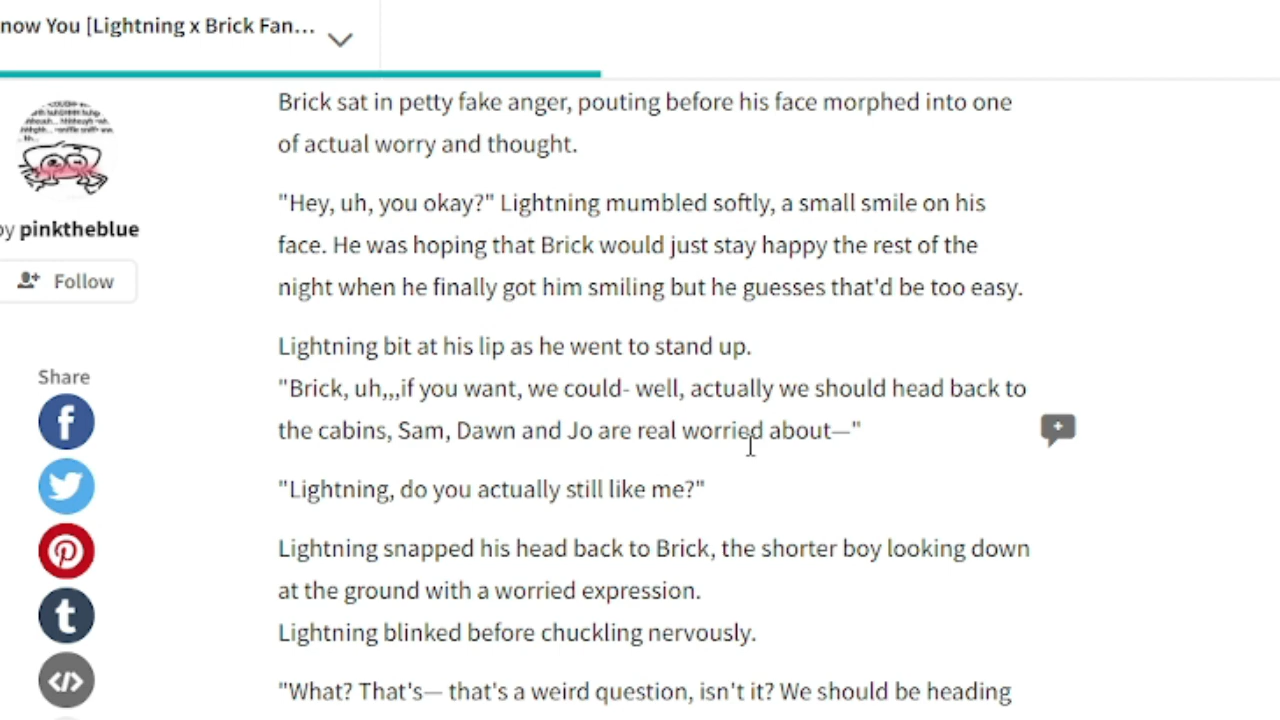 now You [Lightning x Brick Fan...
Brick sat in petty fake anger, pouting before his face morphed into one
of actual worry and thought.
by pinktheblue
Follow
"Hey, uh, you okay?" Lightning mumbled softly, a small smile on his
face. He was hoping that Brick would just stay happy the rest of the
night when he finally got him smiling but he guesses that'd be too easy.
Share
Lightning bit at his lip as he went to stand up.
"Brick, uh,,,if you want, we could- well, actually we should head back to
the cabins, Sam, Dawn and Jo are real worried about—"
"Lightning, do you actually still like me?"
Lightning snapped his head back to Brick, the shorter boy looking down
at the ground with a worried expression.
Lightning blinked before chuckling nervously.
"What? That's— that's a weird question, isn't it? We should be heading